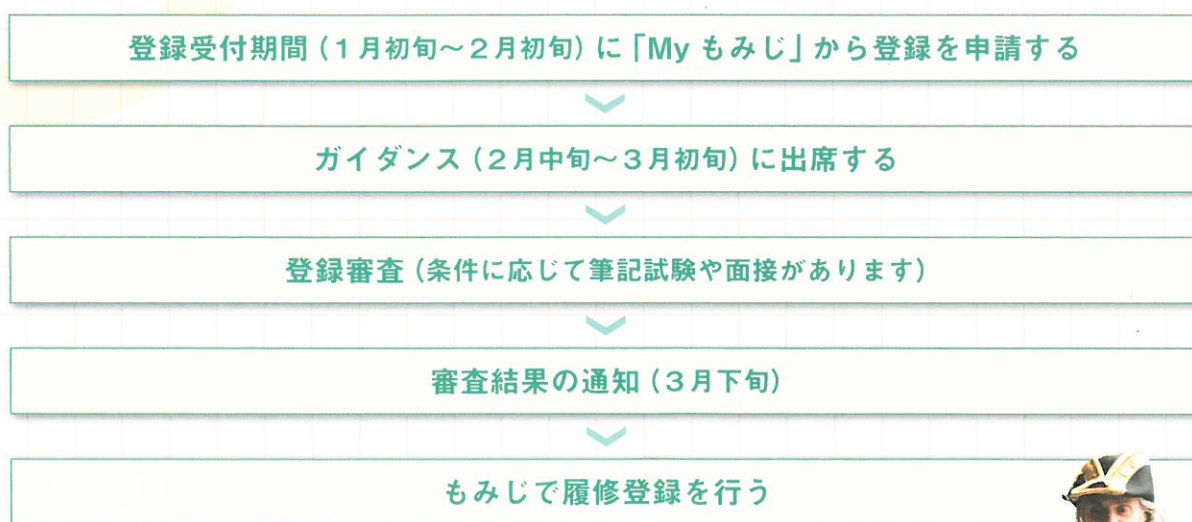 登録受付期間（1月初旬～2月初旬）に「My もみじ」から登録を申請する
ガイダンス（2月中旬～3月初旬）に出席する
登録審査（条件に応じて筆記試験や面接があります）
審査結果の通知（3月下旬）
もみじで履修登録を行う